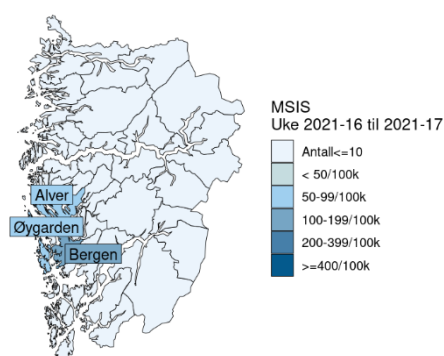 Alver
Øygarden
Bergen
MSIS
Uke 2021-16 til 2021-17
Antall<=10
< 50/100k
50-99/100k
100-199/100k
200-399/100k
>=400/100k